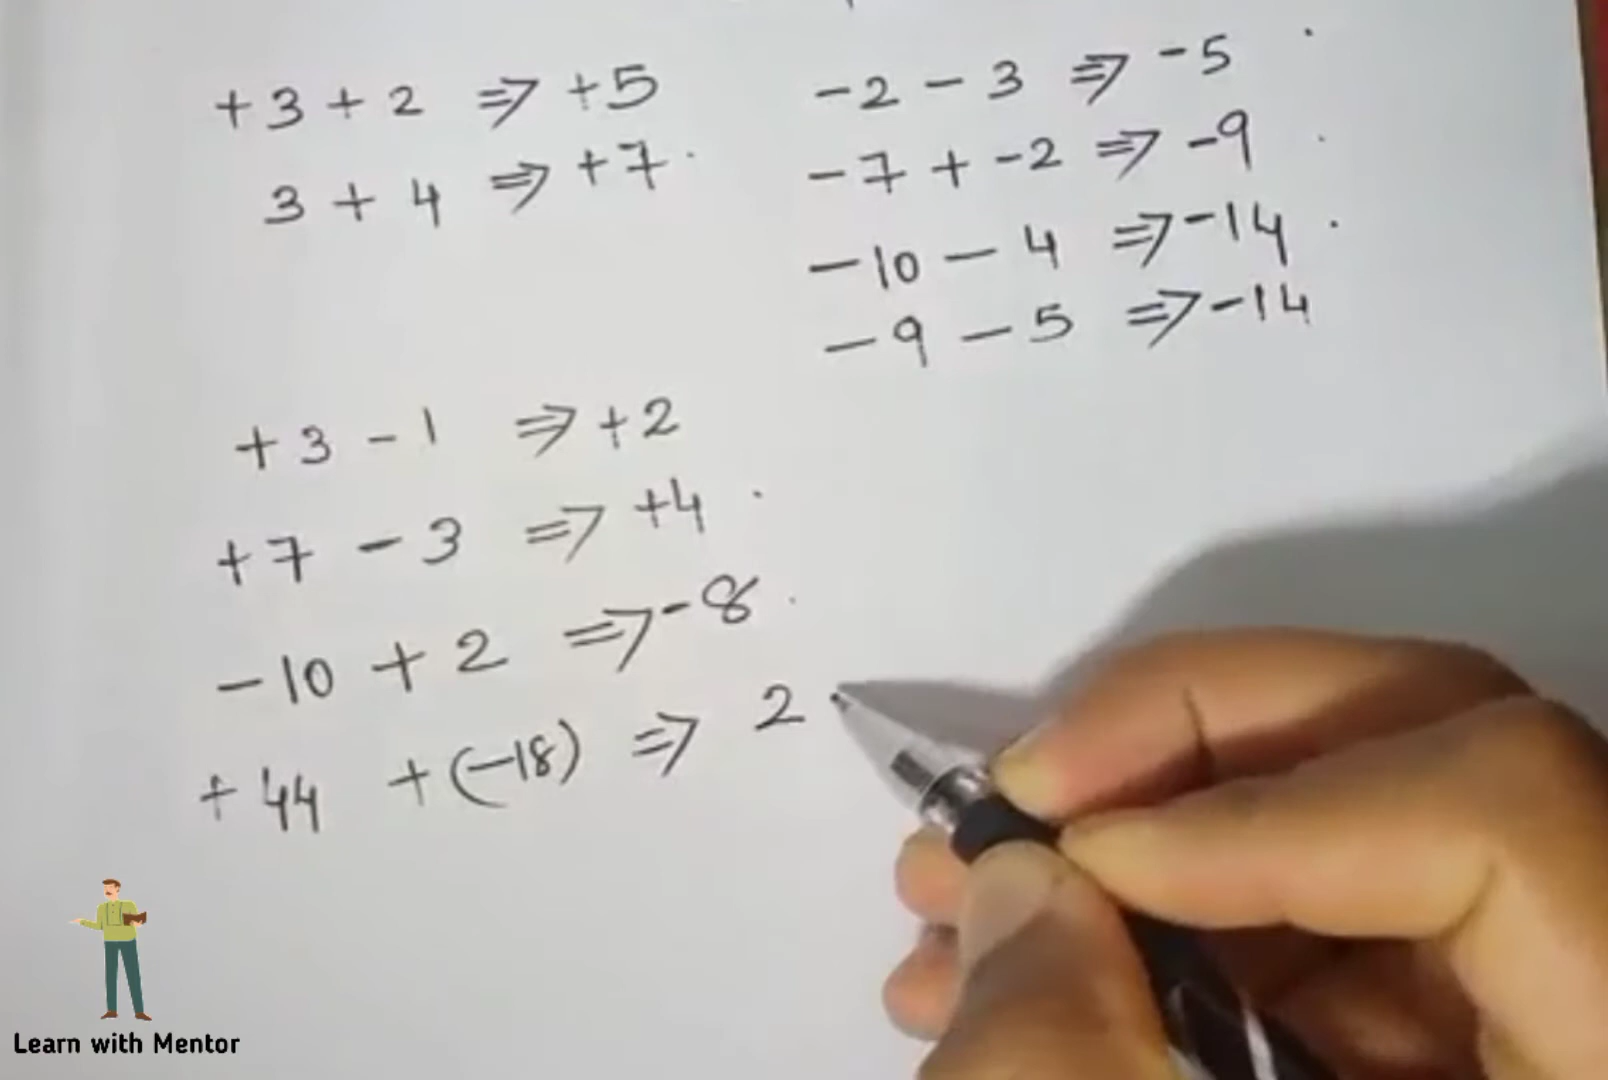 +3 + 2 ⇒ +5
3 + 4 ⇒ +7.
-2 - 3 ⇒ -5
-7 + -2 ⇒ -9
-10 - 4 ⇒ -14
-9 - 5 ⇒ -14
+3 - 1 ⇒ +2
+7 - 3 ⇒ +4.
-10 + 2 ⇒ -8
+44 + (-18) ⇒ 2
Learn with Mentor